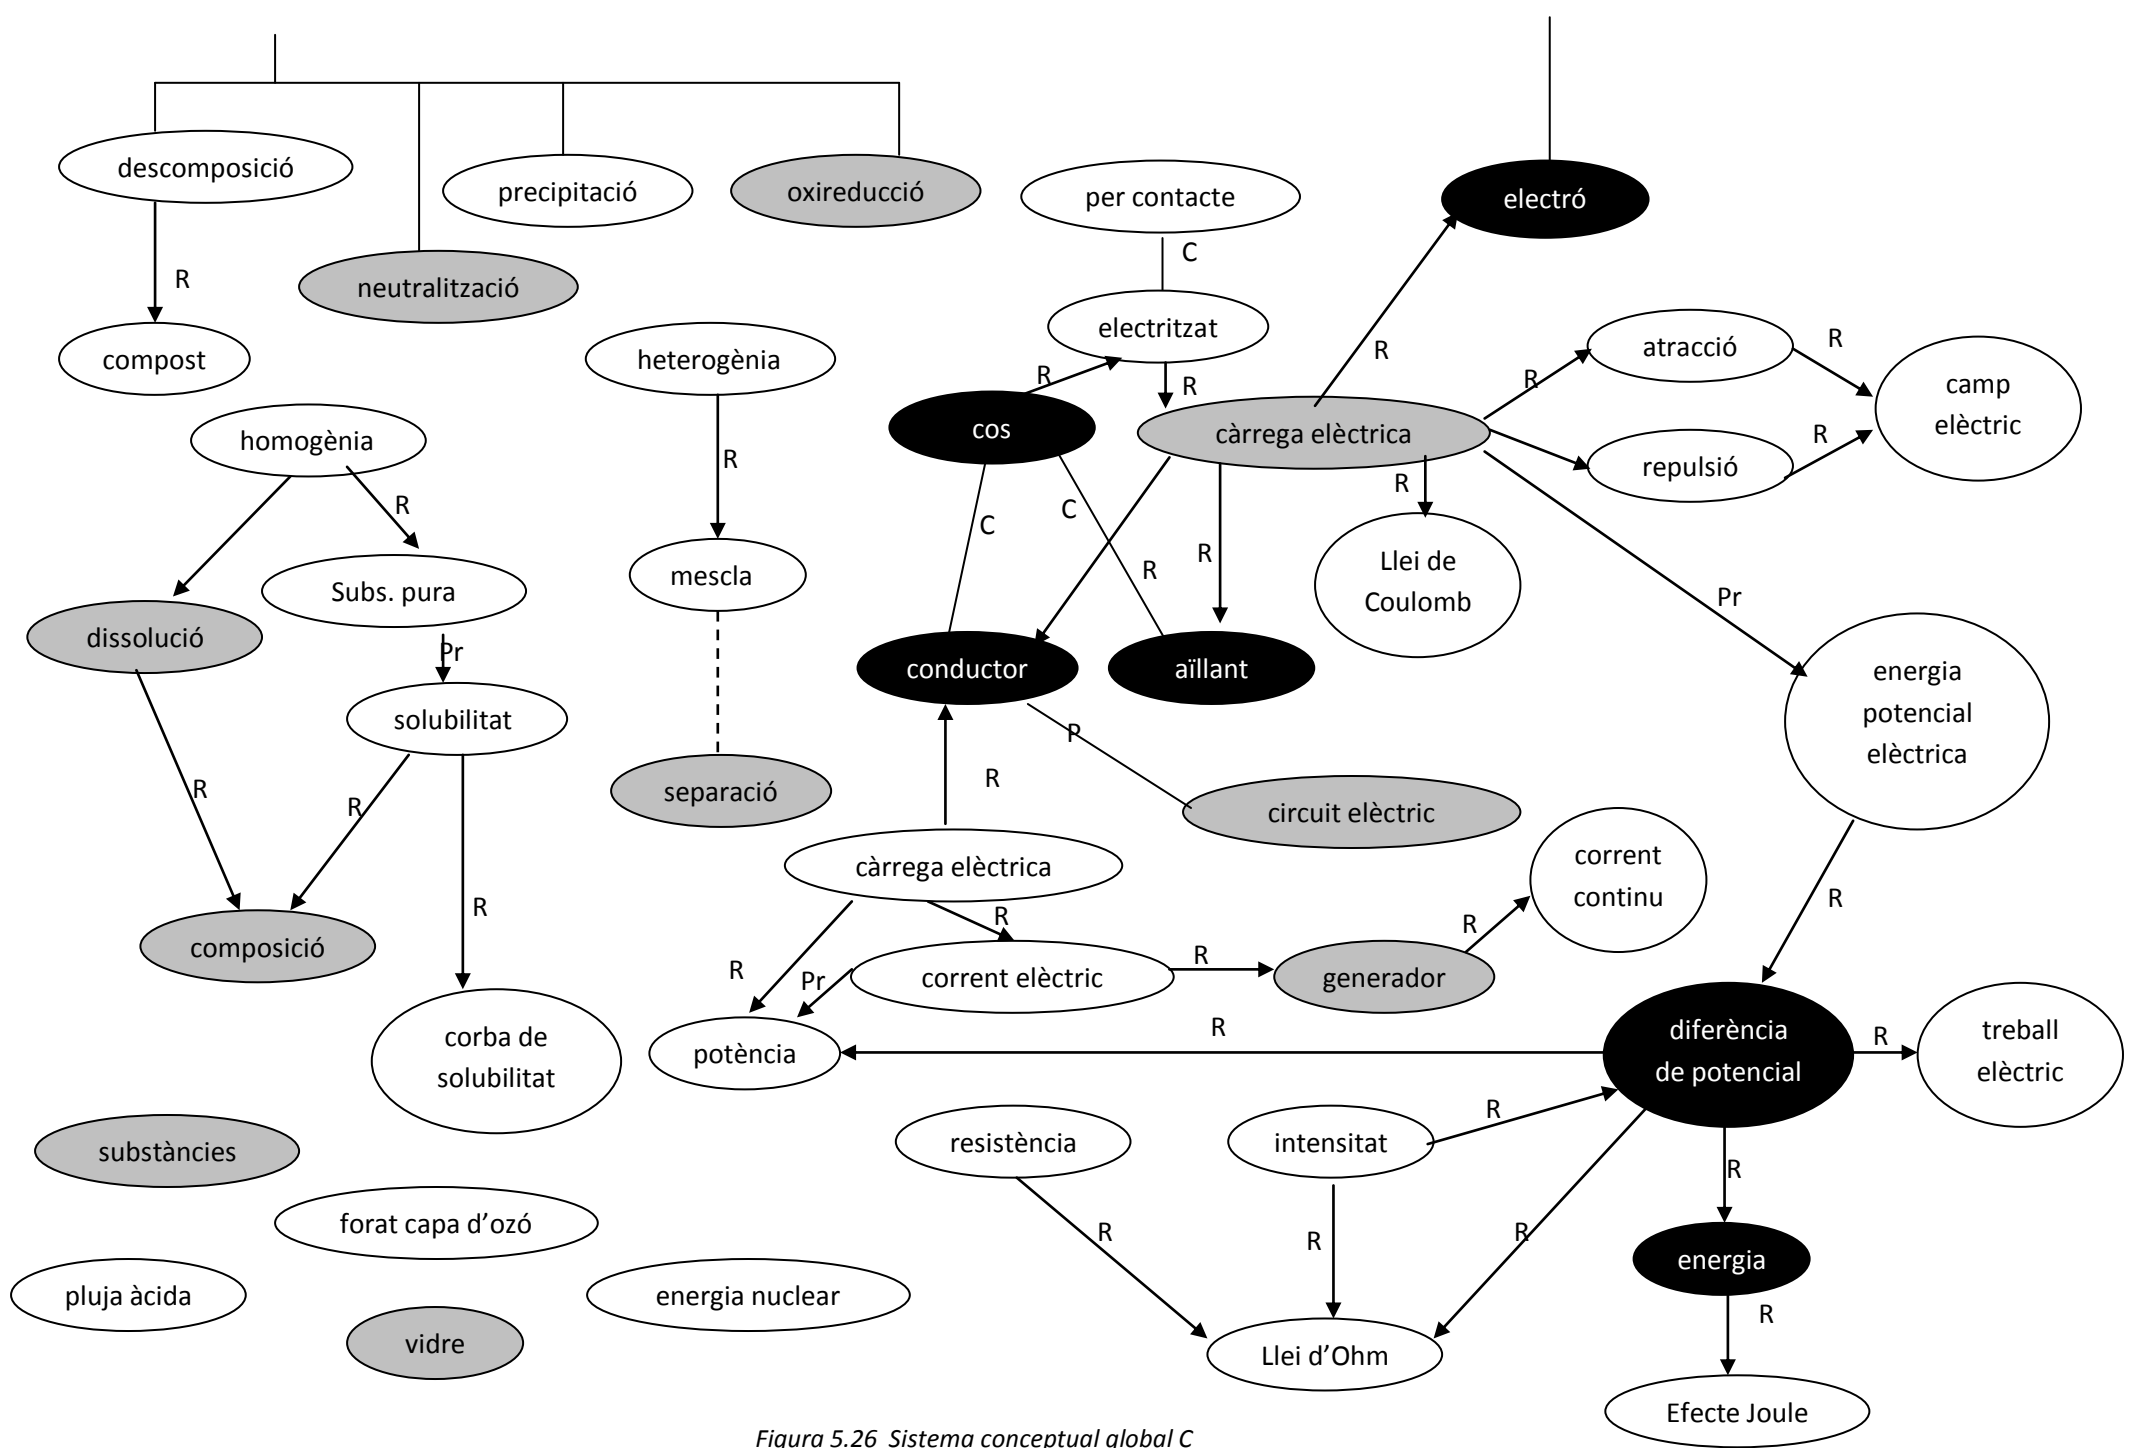 descomposició
precipitació
oxireducció
per contacte
electró
C
R
neutralització
electritzat
compost
heterogènia
R
R
R
atracció
R
camp
elèctric
R
homogènia
cos
càrrega elèctrica
R
repulsió
R
R
R
C
C
R
R
Llei de
Coulomb
mescla
Subs. pura
Pr
dissolució
Pr
conductor
aïllant
energia
potencial
elèctrica
solubilitat
P
R
R
R
separació
circuit elèctric
càrrega elèctrica
corrent
continu
R
R
R
R
composició
R
Pr
corrent elèctric
R
generador
corba de
solubilitat
potència
R
diferència
de potencial
R
treball
elèctric
substàncies
resistència
intensitat
R
R
forat capa d’ozó
R
R
R
energia
pluja àcida
energia nuclear
R
vidre
Llei d’Ohm
Efecte Joule
Figura 5.26 Sistema conceptual global C